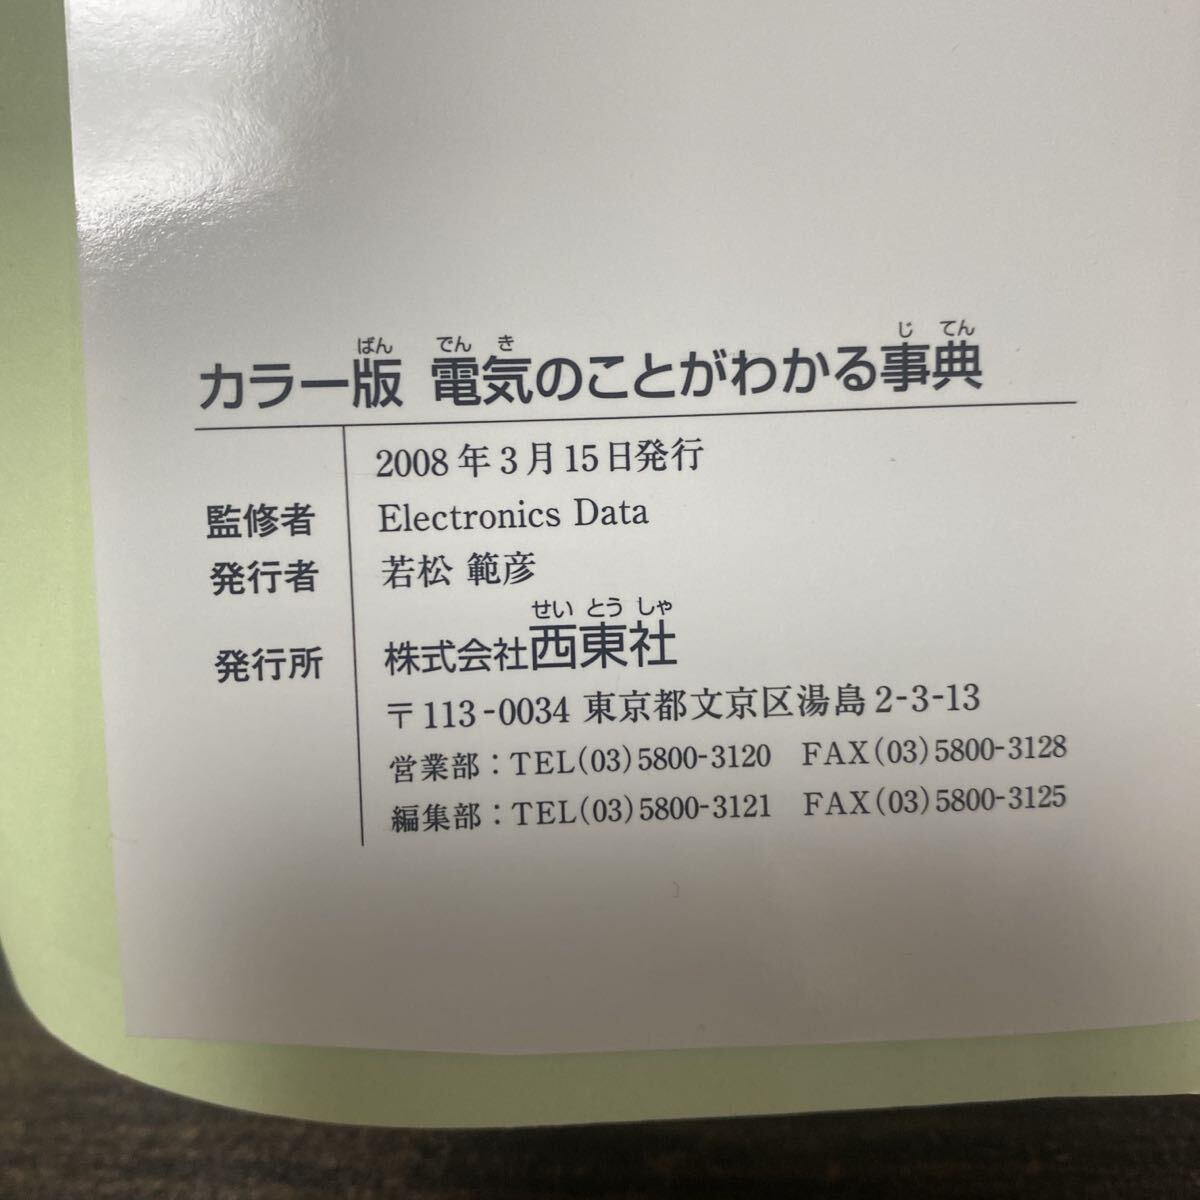 カラー版 電気のことがわかる事典
ばん でん き じ てん
2008年3月15日発行
監修者 Electronics Data
発行者 若松 範彦
せい とう しゃ
発行所 株式会社西東社
〒113-0034 東京都文京区湯島2-3-13
営業部：TEL(03)5800-3120 FAX(03)5800-3128
編集部：TEL(03)5800-3121 FAX(03)5800-3125